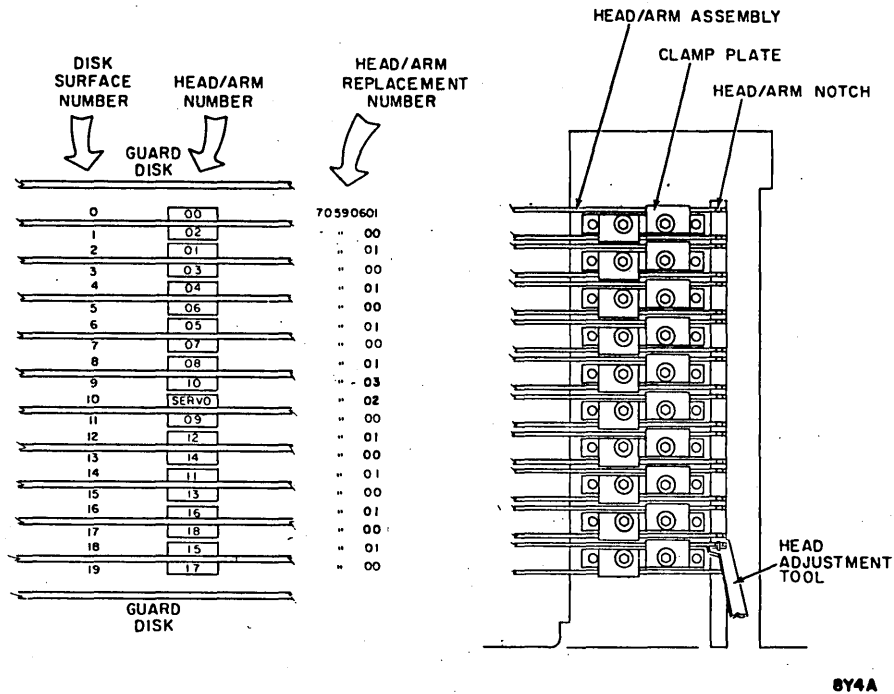 HEAD/ARM ASSEMBLY
CLAMP PLATE
HEAD/ARM NOTCH
DISK
SURFACE
NUMBER
HEAD/ARM
NUMBER
HEAD/ARM
REPLACEMENT
NUMBER
GUARD
DISK
0 00 70590601
1 02 " 00
2 01 " 01
3 03 " 00
4 04 " 01
5 06 " 00
6 05 " 01
7 07 " 00
8 08 " 01
9 10 " 03
10 SERVO " 02
11 09 " 00
12 12 " 01
13 14 " 00
14 11 " 01
15 13 " 00
16 16 " 01
17 18 " 00
18 15 " 01
19 17 " 00
GUARD
DISK
HEAD
ADJUSTMENT
TOOL
8Y4A